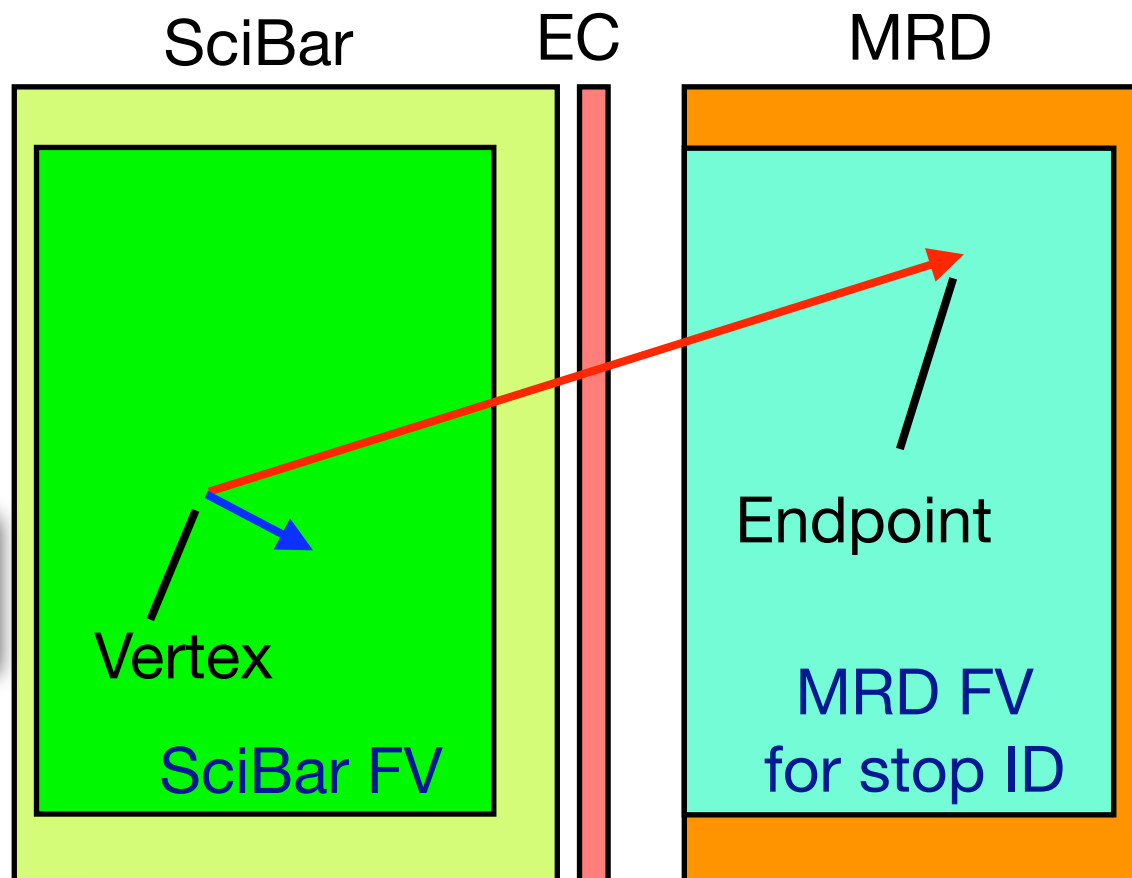 SciBar
EC
MRD
Endpoint
Vertex
MRD FV
SciBar FV
for stop ID